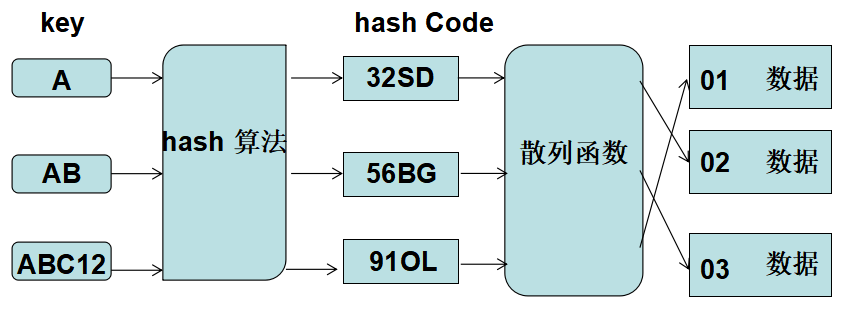 key
hash Code
A
32SD
01 数据
hash 算法
散列函数
AB
56BG
02 数据
ABC12
91OL
03 数据